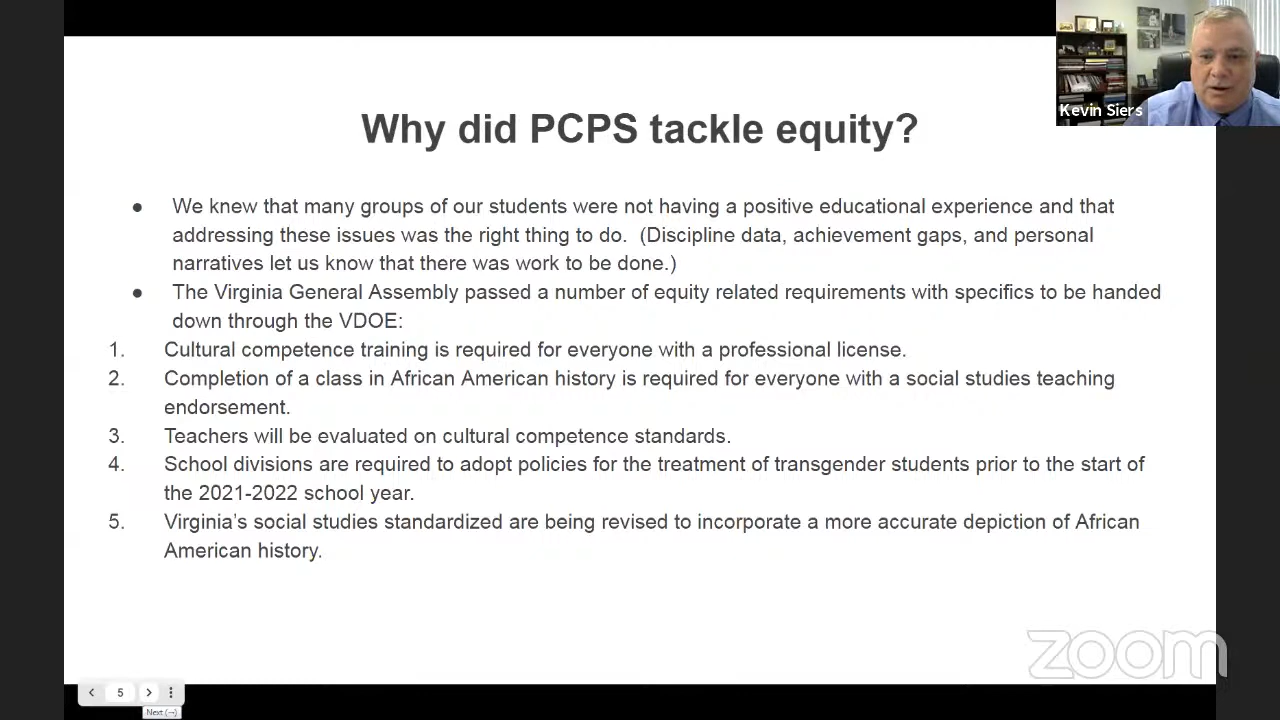 Kevin Siers
Why did PCPS tackle equity?
● We knew that many groups of our students were not having a positive educational experience and that
addressing these issues was the right thing to do.  (Discipline data, achievement gaps, and personal
narratives let us know that there was work to be done.)
● The Virginia General Assembly passed a number of equity related requirements with specifics to be handed
down through the VDOE:
1. Cultural competence training is required for everyone with a professional license.
2. Completion of a class in African American history is required for everyone with a social studies teaching
endorsement.
3. Teachers will be evaluated on cultural competence standards.
4. School divisions are required to adopt policies for the treatment of transgender students prior to the start of
the 2021-2022 school year.
5. Virginia's social studies standardized are being revised to incorporate a more accurate depiction of African
American history.
zoom
5
Next (→)